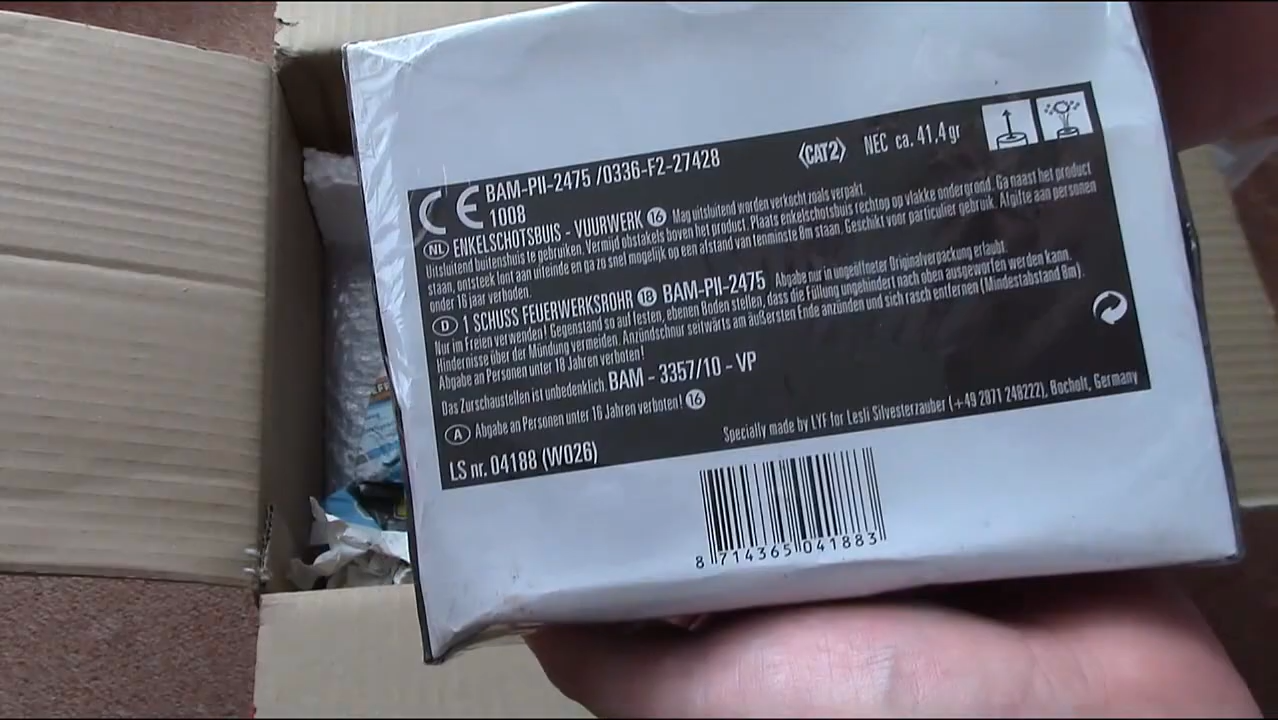 BAM-PII-2475 /0336-F2-27428
CE 1008
CAT2
NEC ca. 41,4gr
NL ENKELSCHOTSBUIS - VUURWERK 16 Mag uitsluitend worden verkocht zoals verpakt.
Uitsluitend buitenshuis te gebruiken. Vermijd obstakels boven het product. Plaats enkelschotsbuis rechtop op vlakke ondergrond. Ga naast het product
staan, ontsteek lont aan uiteinde en ga zo snel mogelijk op een afstand van tenminste 8m staan. Geschikt voor particulier gebruik. Afgifte aan personen
onder 16 jaar verboden.
D 1 SCHUSS FEUERWERKSROHR 18 BAM-PII-2475 Abgabe nur in ungeöffneter Originalverpackung erlaubt.
Nur im Freien verwenden! Gegenstand so auf festen, ebenen Boden stellen, dass die Füllung ungehindert nach oben ausgeworfen werden kann.
Hindernisse über der Mündung vermeiden. Anzündschnur seitwärts am äußersten Ende anzünden und sich rasch entfernen (Mindestabstand 8m).
Abgabe an Personen unter 18 Jahren verboten!
Das Zurschaustellen ist unbedenklich. BAM - 3357/10 - VP
A Abgabe an Personen unter 16 Jahren verboten! 16
Specially made by LYF for Lesli Silvesterzauber (+49 2871 248222), Bocholt, Germany
LS nr. 04188 (W026)
8 714365 041883